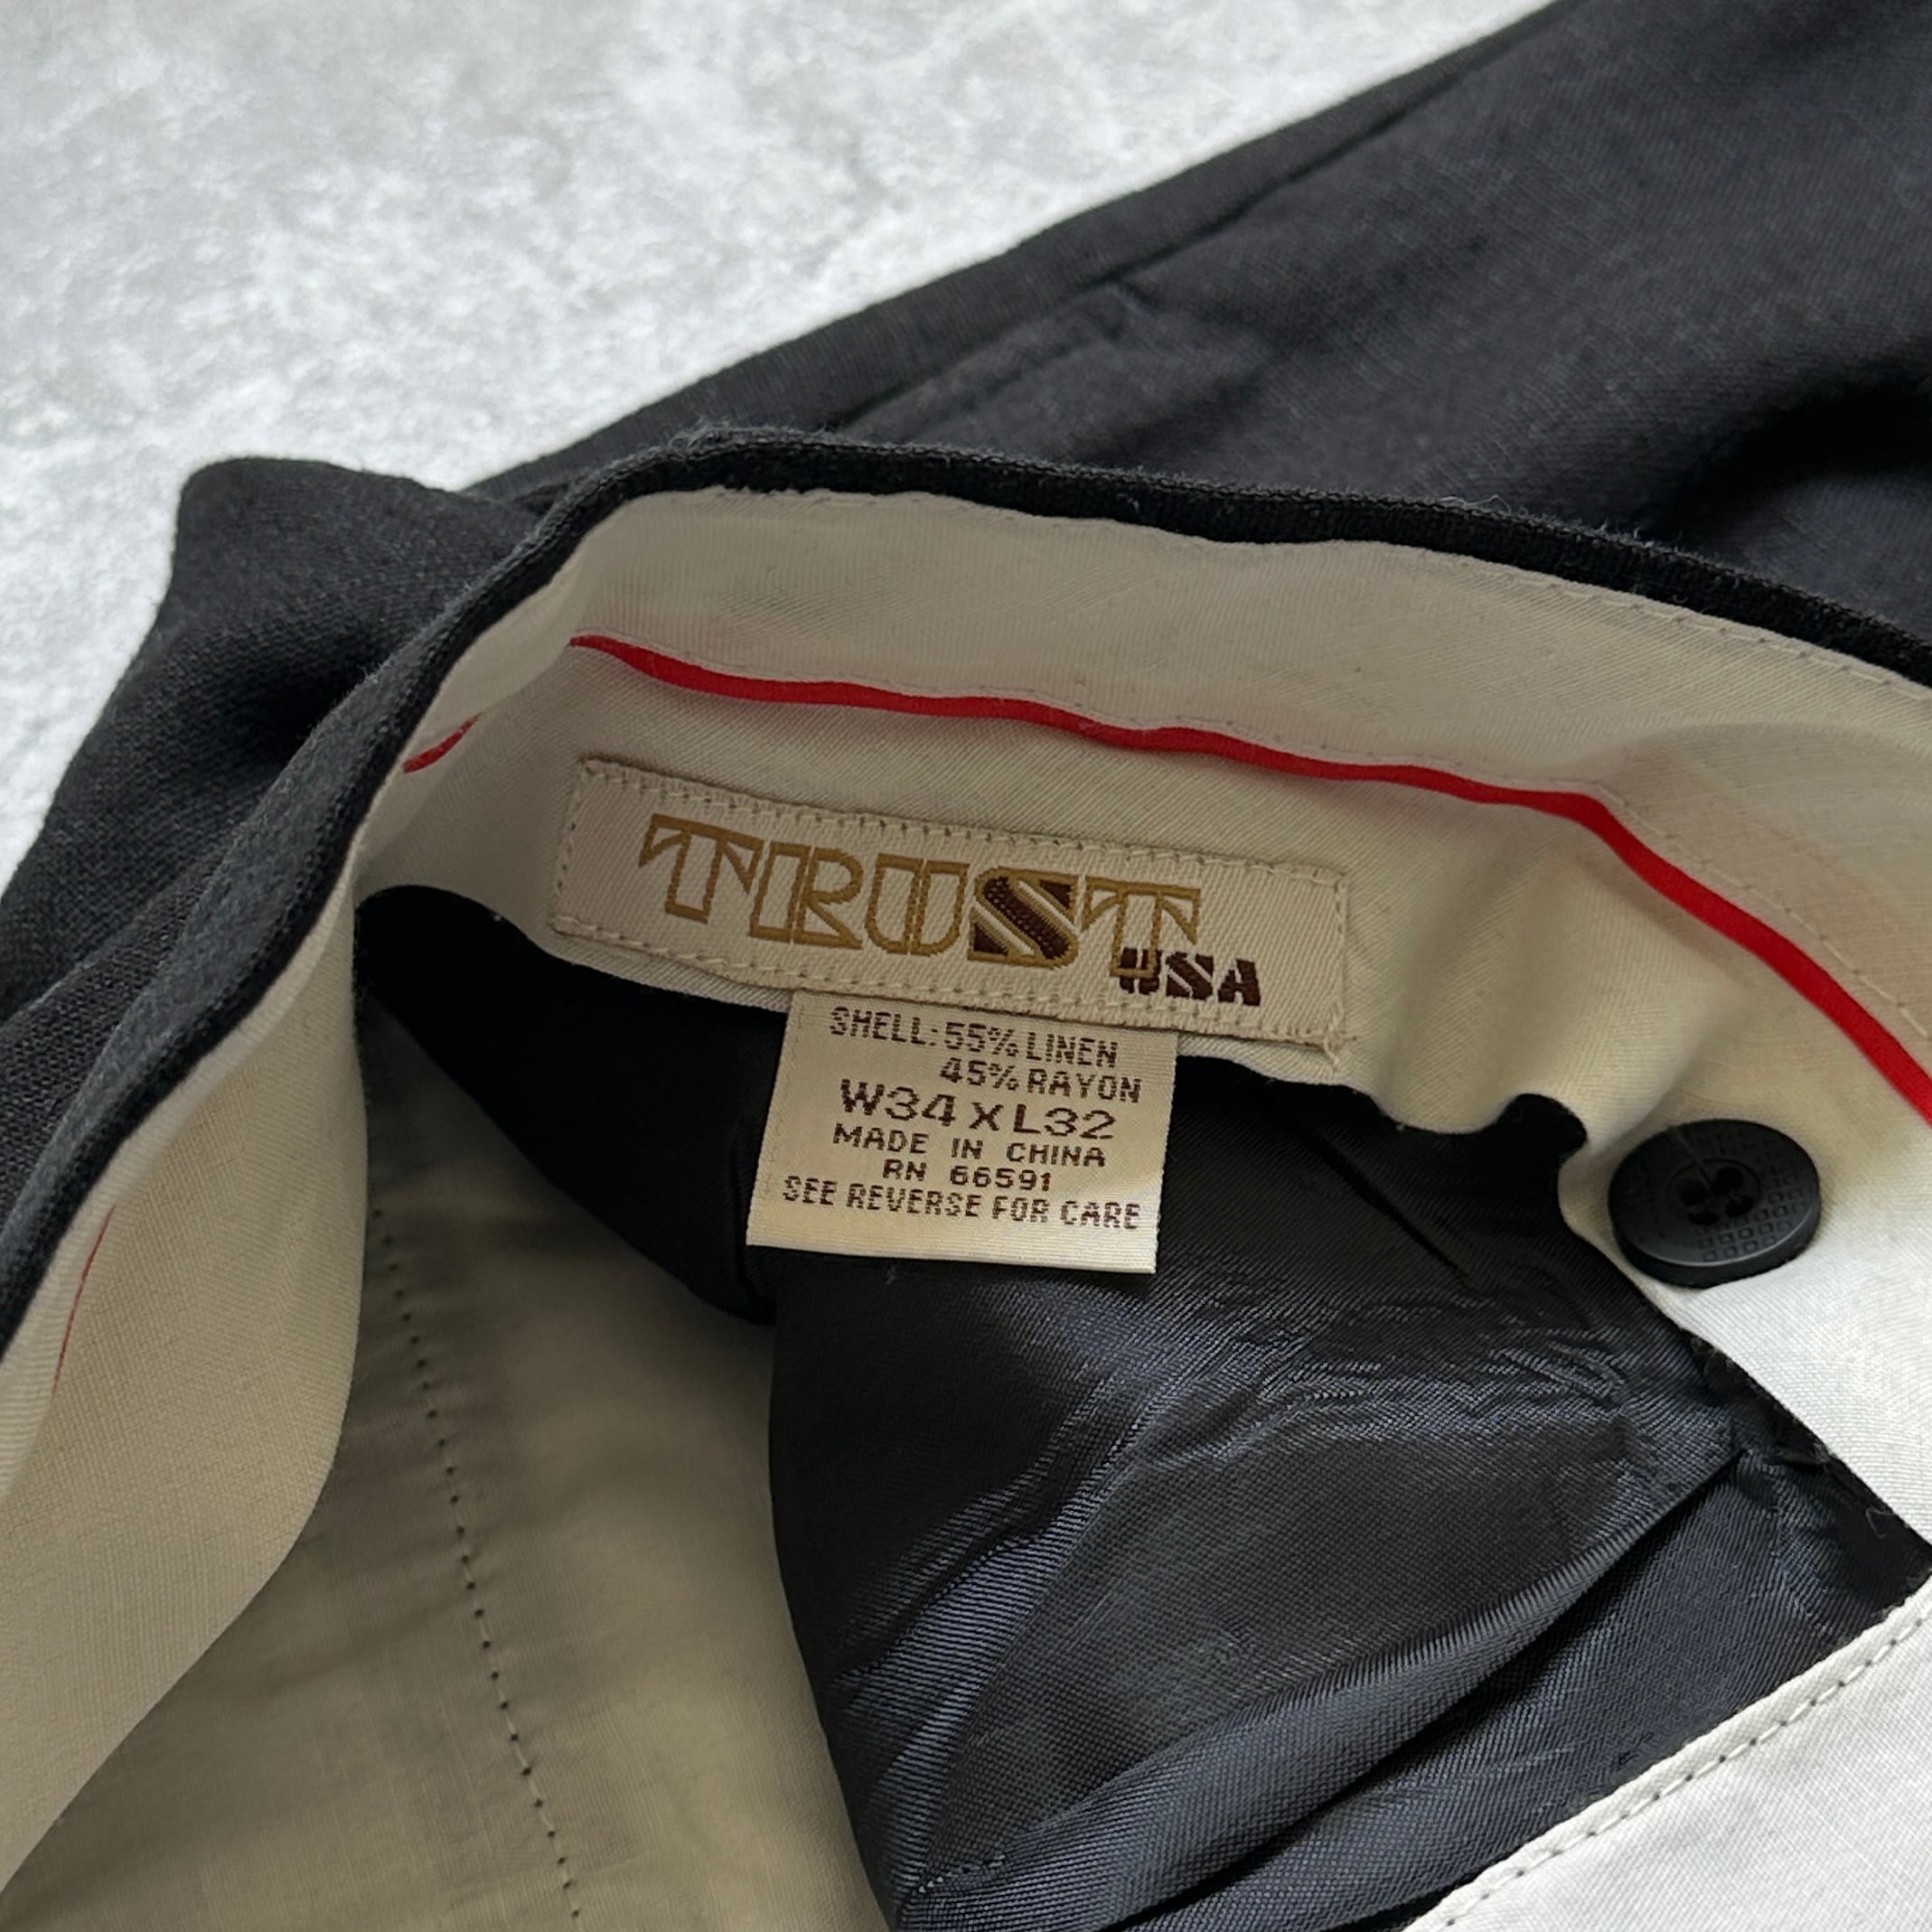 TRUST
USA
SHELL: 55% LINEN
45% RAYON
W34 X L32
MADE IN CHINA
RN 66591
SEE REVERSE FOR CARE